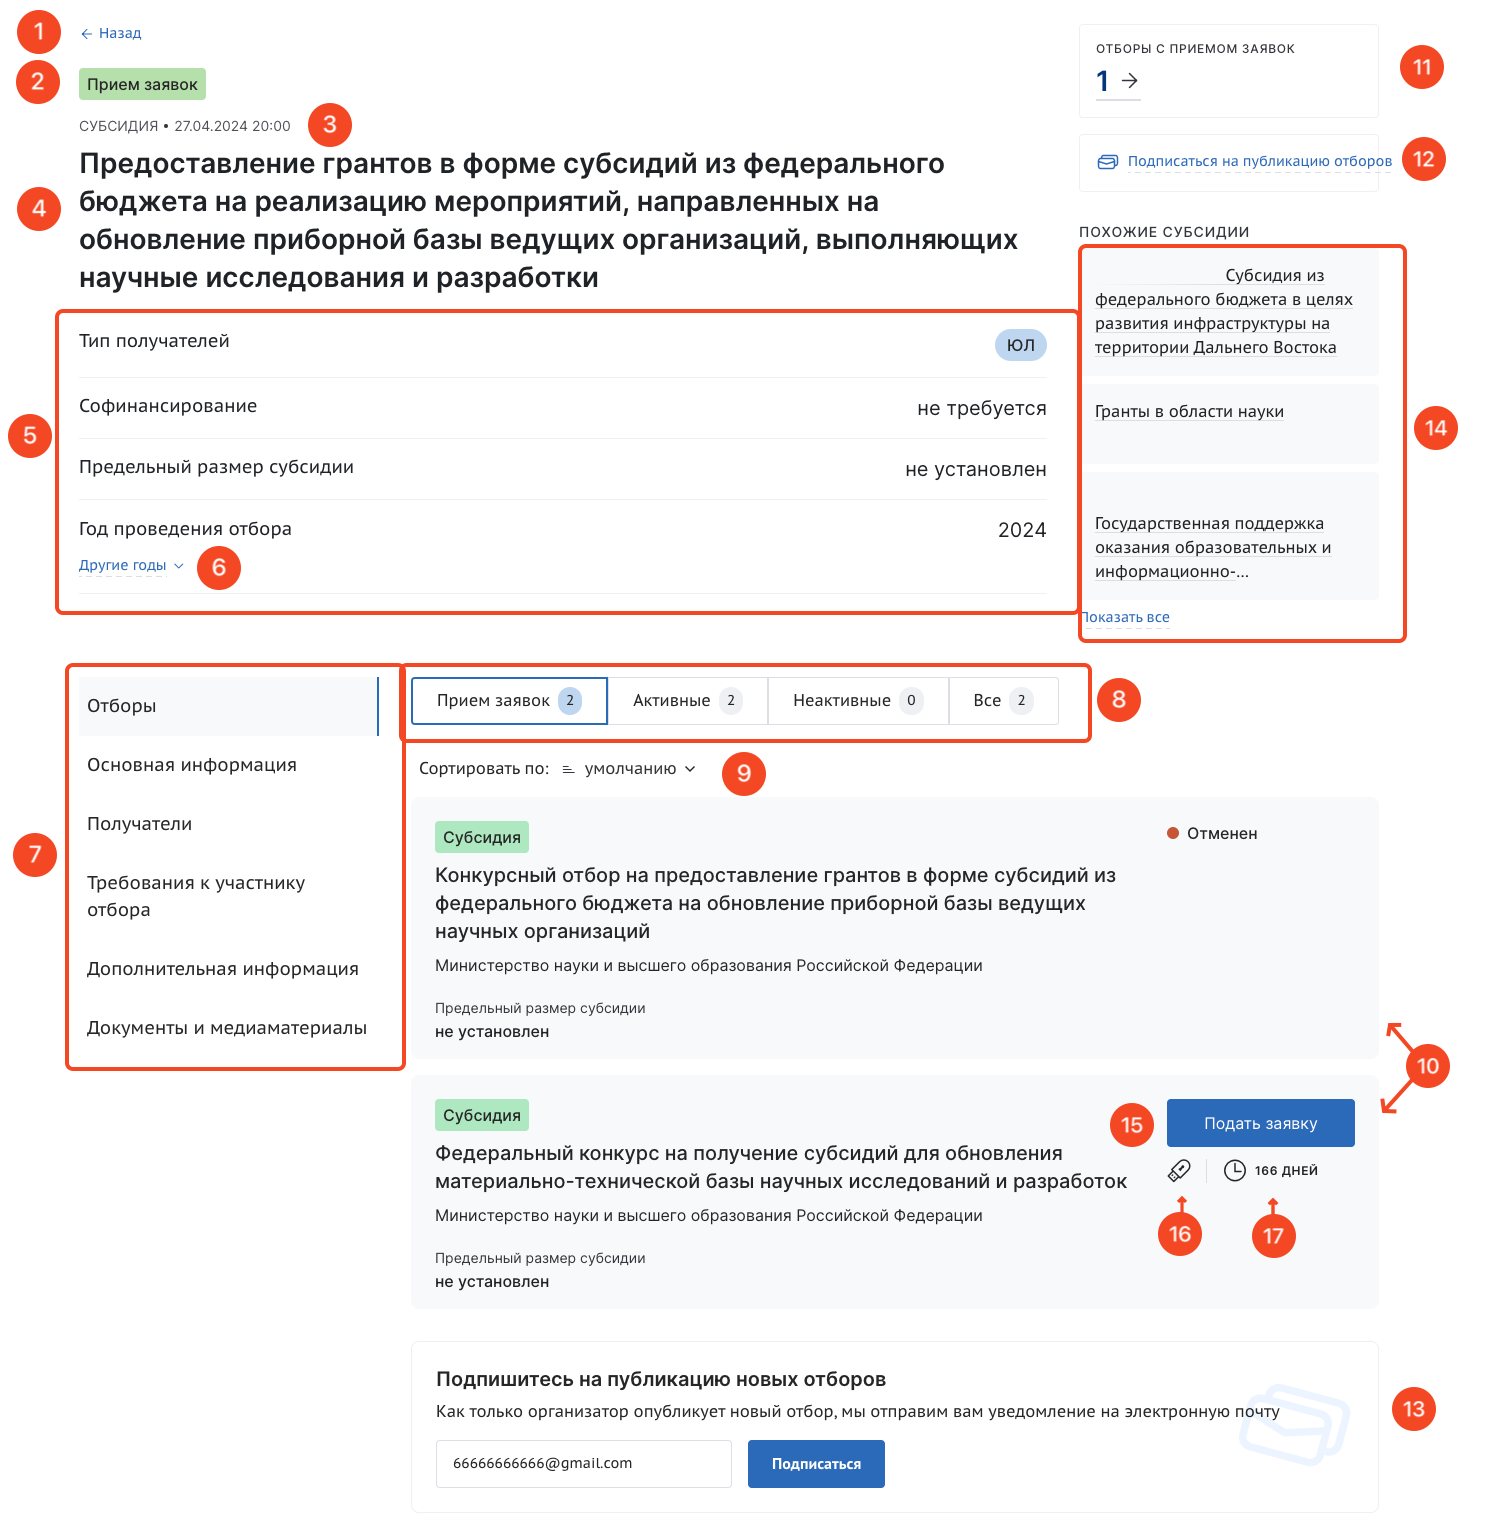 1
← Назад
2
Прием заявок
СУБСИДИЯ • 27.04.2024 20:00
3
4
Предоставление грантов в форме субсидий из федерального
бюджета на реализацию мероприятий, направленных на
обновление приборной базы ведущих организаций, выполняющих
научные исследования и разработки
5
Тип получателей
ЮЛ
Софинансирование
не требуется
Предельный размер субсидии
не установлен
Год проведения отбора
2024
Другие годы
6
ОТБОРЫ С ПРИЕМОМ ЗАЯВОК
1 →
11
Подписаться на публикацию отборов
12
ПОХОЖИЕ СУБСИДИИ
Субсидия из
федерального бюджета в целях
развития инфраструктуры на
территории Дальнего Востока
Гранты в области науки
14
Государственная поддержка
оказания образовательных и
информационно-...
Показать все
7
Отборы
Основная информация
Получатели
Требования к участнику
отбора
Дополнительная информация
Документы и медиаматериалы
Прием заявок 2
Активные 2
Неактивные 0
Все 2
8
Сортировать по: умолчанию
9
Субсидия
Отменен
Конкурсный отбор на предоставление грантов в форме субсидий из
федерального бюджета на обновление приборной базы ведущих
научных организаций
Министерство науки и высшего образования Российской Федерации
Предельный размер субсидии
не установлен
10
Субсидия
15
Подать заявку
Федеральный конкурс на получение субсидий для обновления
материально-технической базы научных исследований и разработок
166 ДНЕЙ
16
17
Министерство науки и высшего образования Российской Федерации
Предельный размер субсидии
не установлен
Подпишитесь на публикацию новых отборов
Как только организатор опубликует новый отбор, мы отправим вам уведомление на электронную почту
13
66666666666@gmail.com
Подписаться